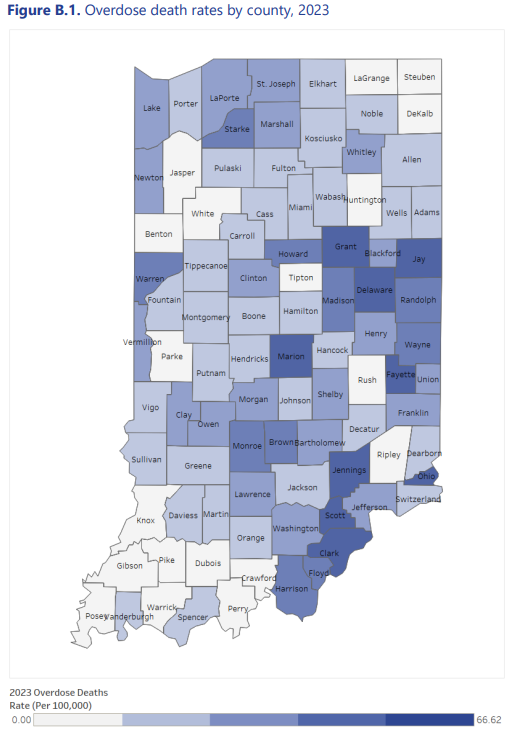 Figure B.1. Overdose death rates by county, 2023
LaGrange Steuben
St. Joseph Elkhart
LaPorte
Lake Porter
Noble DeKalb
Starke Marshall
Kosciusko
Whitley Allen
Pulaski Fulton
Newton Jasper
Wabash Huntington
Miami
White Cass Wells Adams
Benton Carroll
Grant
Howard Blackford Jay
Tippecanoe
Warren Clinton Tipton
Delaware
Fountain Madison Randolph
Montgomery Boone Hamilton
Henry
Vermillion Wayne
Parke Hendricks Marion Hancock
Putnam Rush Fayette Union
Morgan Johnson Shelby
Vigo Clay Franklin
Owen
Decatur
Monroe Brown Bartholomew
Sullivan Ripley Dearborn
Greene
Jennings
Ohio
Jackson
Lawrence Switzerland
Jefferson
Knox Daviess Martin Scott
Washington
Orange
Clark
Pike Dubois
Gibson Floyd
Crawford
Harrison
Warrick Perry
Posey Vanderburgh Spencer
2023 Overdose Deaths
Rate (Per 100,000)
0.00 66.62